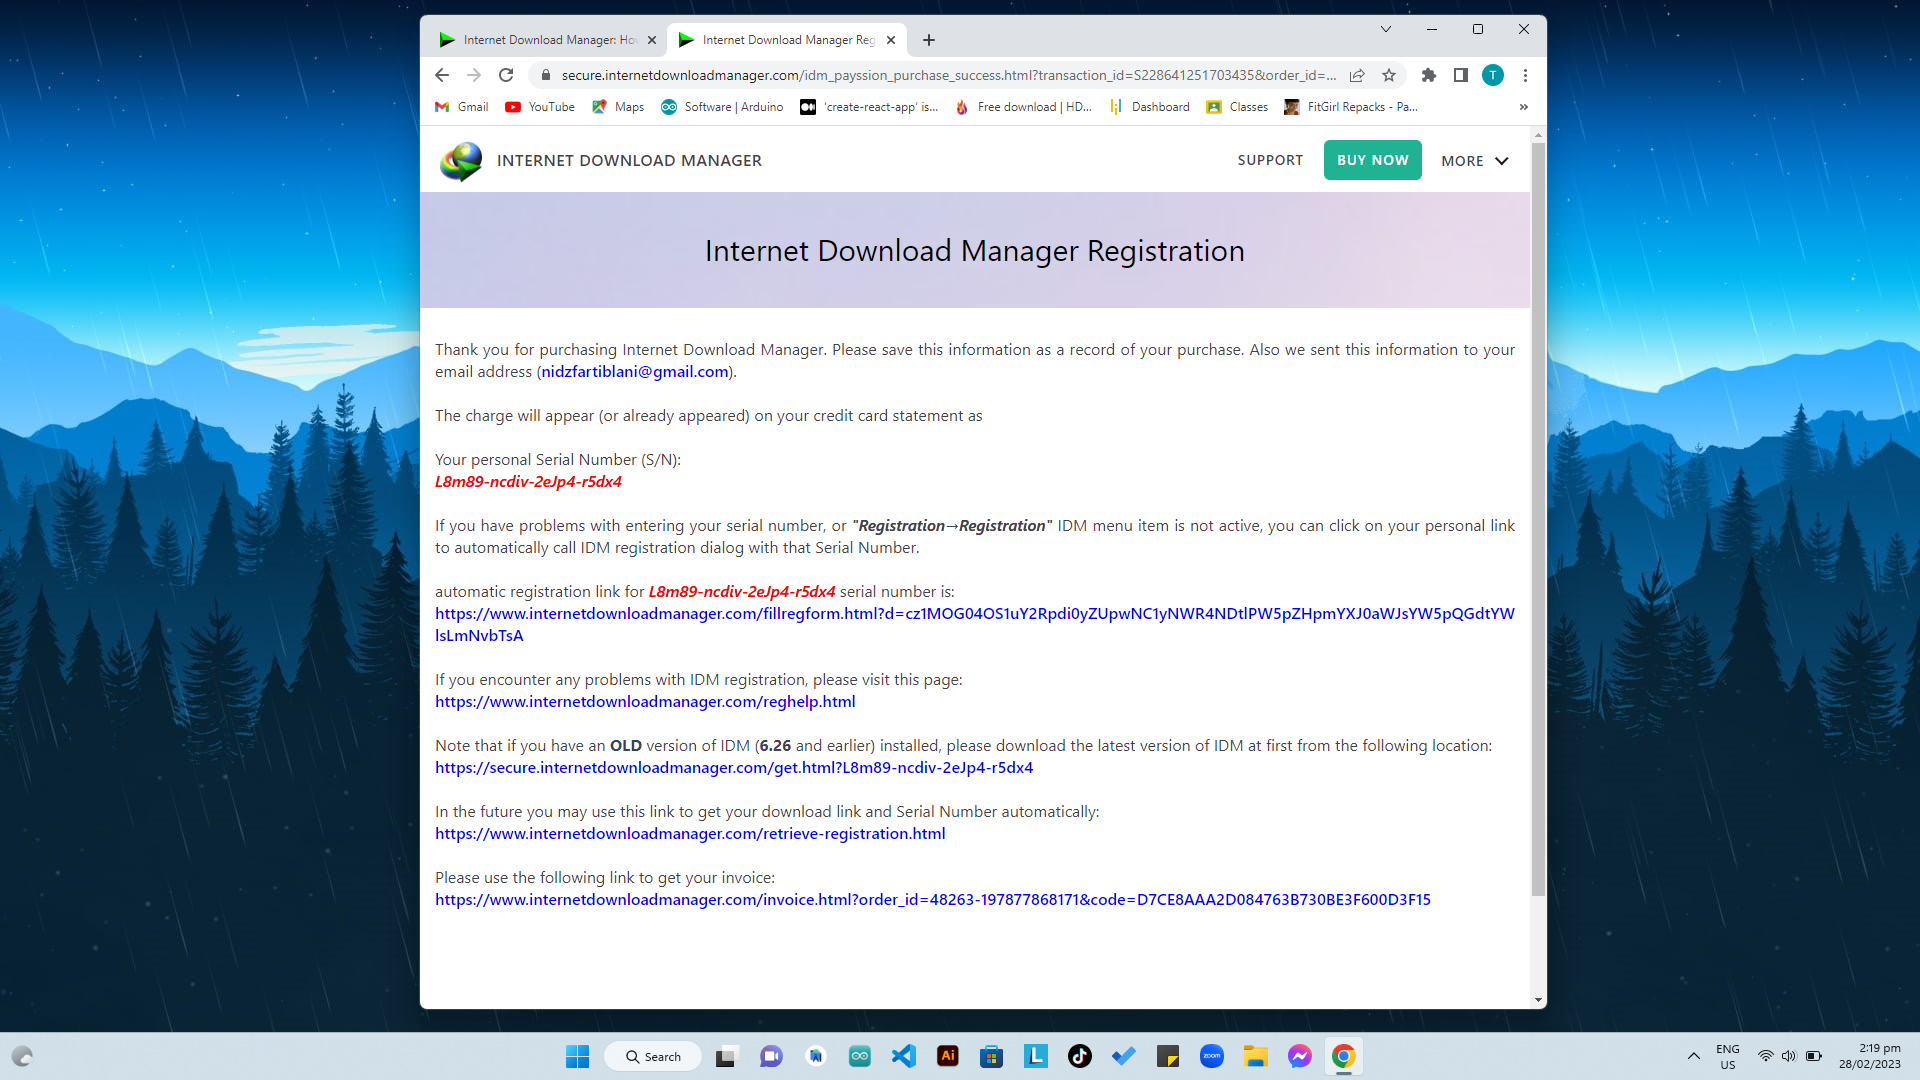 Internet Download Manager: Ho
Internet Download Manager Reg
secure.internetdownloadmanager.com/idm_payssion_purchase_success.html?transaction_id=S228641251703435&order_id=...
T
Gmail
YouTube
Maps
Software | Arduino
'create-react-app' is...
Free download | HD...
Dashboard
Classes
FitGirl Repacks - Pa...
»
INTERNET DOWNLOAD MANAGER
SUPPORT
BUY NOW
MORE
Internet Download Manager Registration
Thank you for purchasing Internet Download Manager. Please save this information as a record of your purchase. Also we sent this information to your
email address (nidzfartiblani@gmail.com).
The charge will appear (or already appeared) on your credit card statement as
Your personal Serial Number (S/N):
L8m89-ncdiv-2eJp4-r5dx4
If you have problems with entering your serial number, or "Registration→Registration" IDM menu item is not active, you can click on your personal link
to automatically call IDM registration dialog with that Serial Number.
automatic registration link for L8m89-ncdiv-2eJp4-r5dx4 serial number is:
https://www.internetdownloadmanager.com/fillregform.html?d=cz1MOG04OS1uY2Rpdi0yZUpwNC1yNWR4NDtlPW5pZHpmYXJ0aWJsYW5pQGdtYW
lsLmNvbTsA
If you encounter any problems with IDM registration, please visit this page:
https://www.internetdownloadmanager.com/reghelp.html
Note that if you have an OLD version of IDM (6.26 and earlier) installed, please download the latest version of IDM at first from the following location:
https://secure.internetdownloadmanager.com/get.html?L8m89-ncdiv-2eJp4-r5dx4
In the future you may use this link to get your download link and Serial Number automatically:
https://www.internetdownloadmanager.com/retrieve-registration.html
Please use the following link to get your invoice:
https://www.internetdownloadmanager.com/invoice.html?order_id=48263-197877868171&code=D7CE8AAA2D084763B730BE3F600D3F15
Search
Ai
L
zoom
ENG
US
2:19 pm
28/02/2023